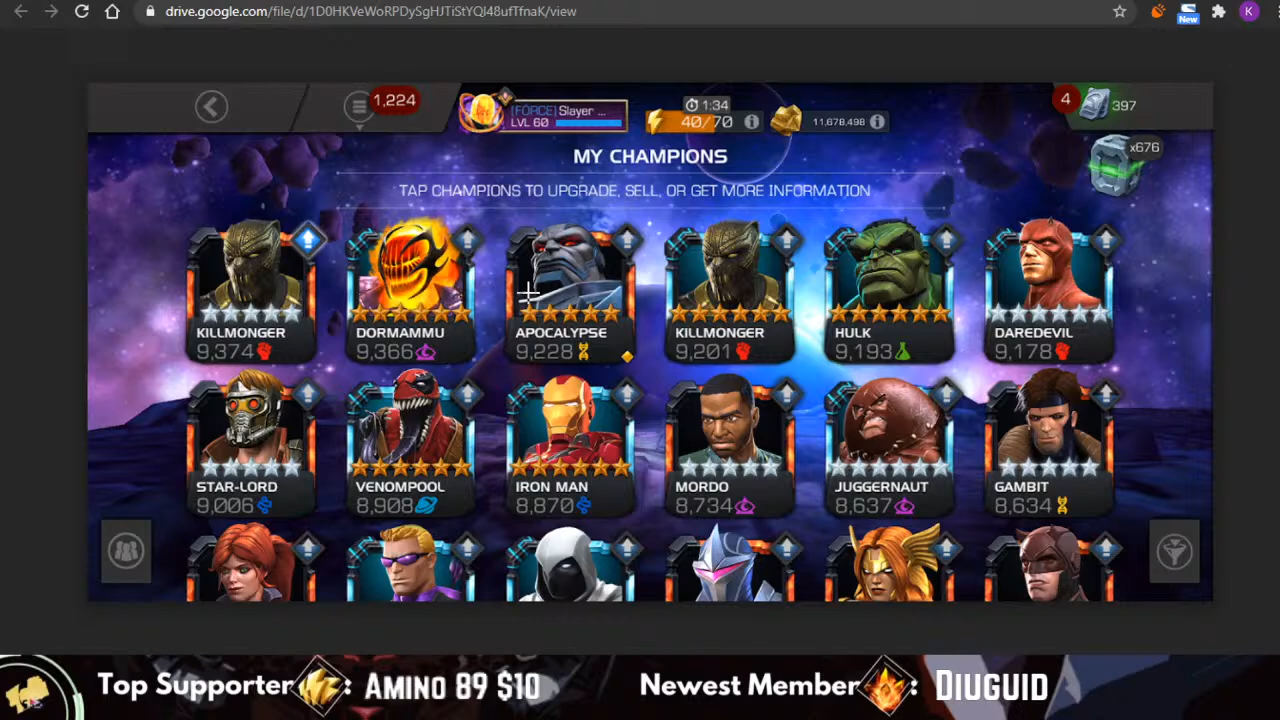 drive.google.com/file/d/1D0HKVeWoRPDySgHJTiStYQI48ufTfnaK/view
New
K
1,224
[FORCE] Slayer ...
LVL 60
1:34
40/70
11,678,498
4
397
x676
MY CHAMPIONS
TAP CHAMPIONS TO UPGRADE, SELL, OR GET MORE INFORMATION
KILLMONGER
9,374
DORMAMMU
9,366
APOCALYPSE
9,228
KILLMONGER
9,201
HULK
9,193
DAREDEVIL
9,178
STAR-LORD
9,006
VENOMPOOL
8,908
IRON MAN
8,870
MORDO
8,734
JUGGERNAUT
8,637
GAMBIT
8,634
Top Supporter : Amino 89 $10
Newest Member : Diuguid